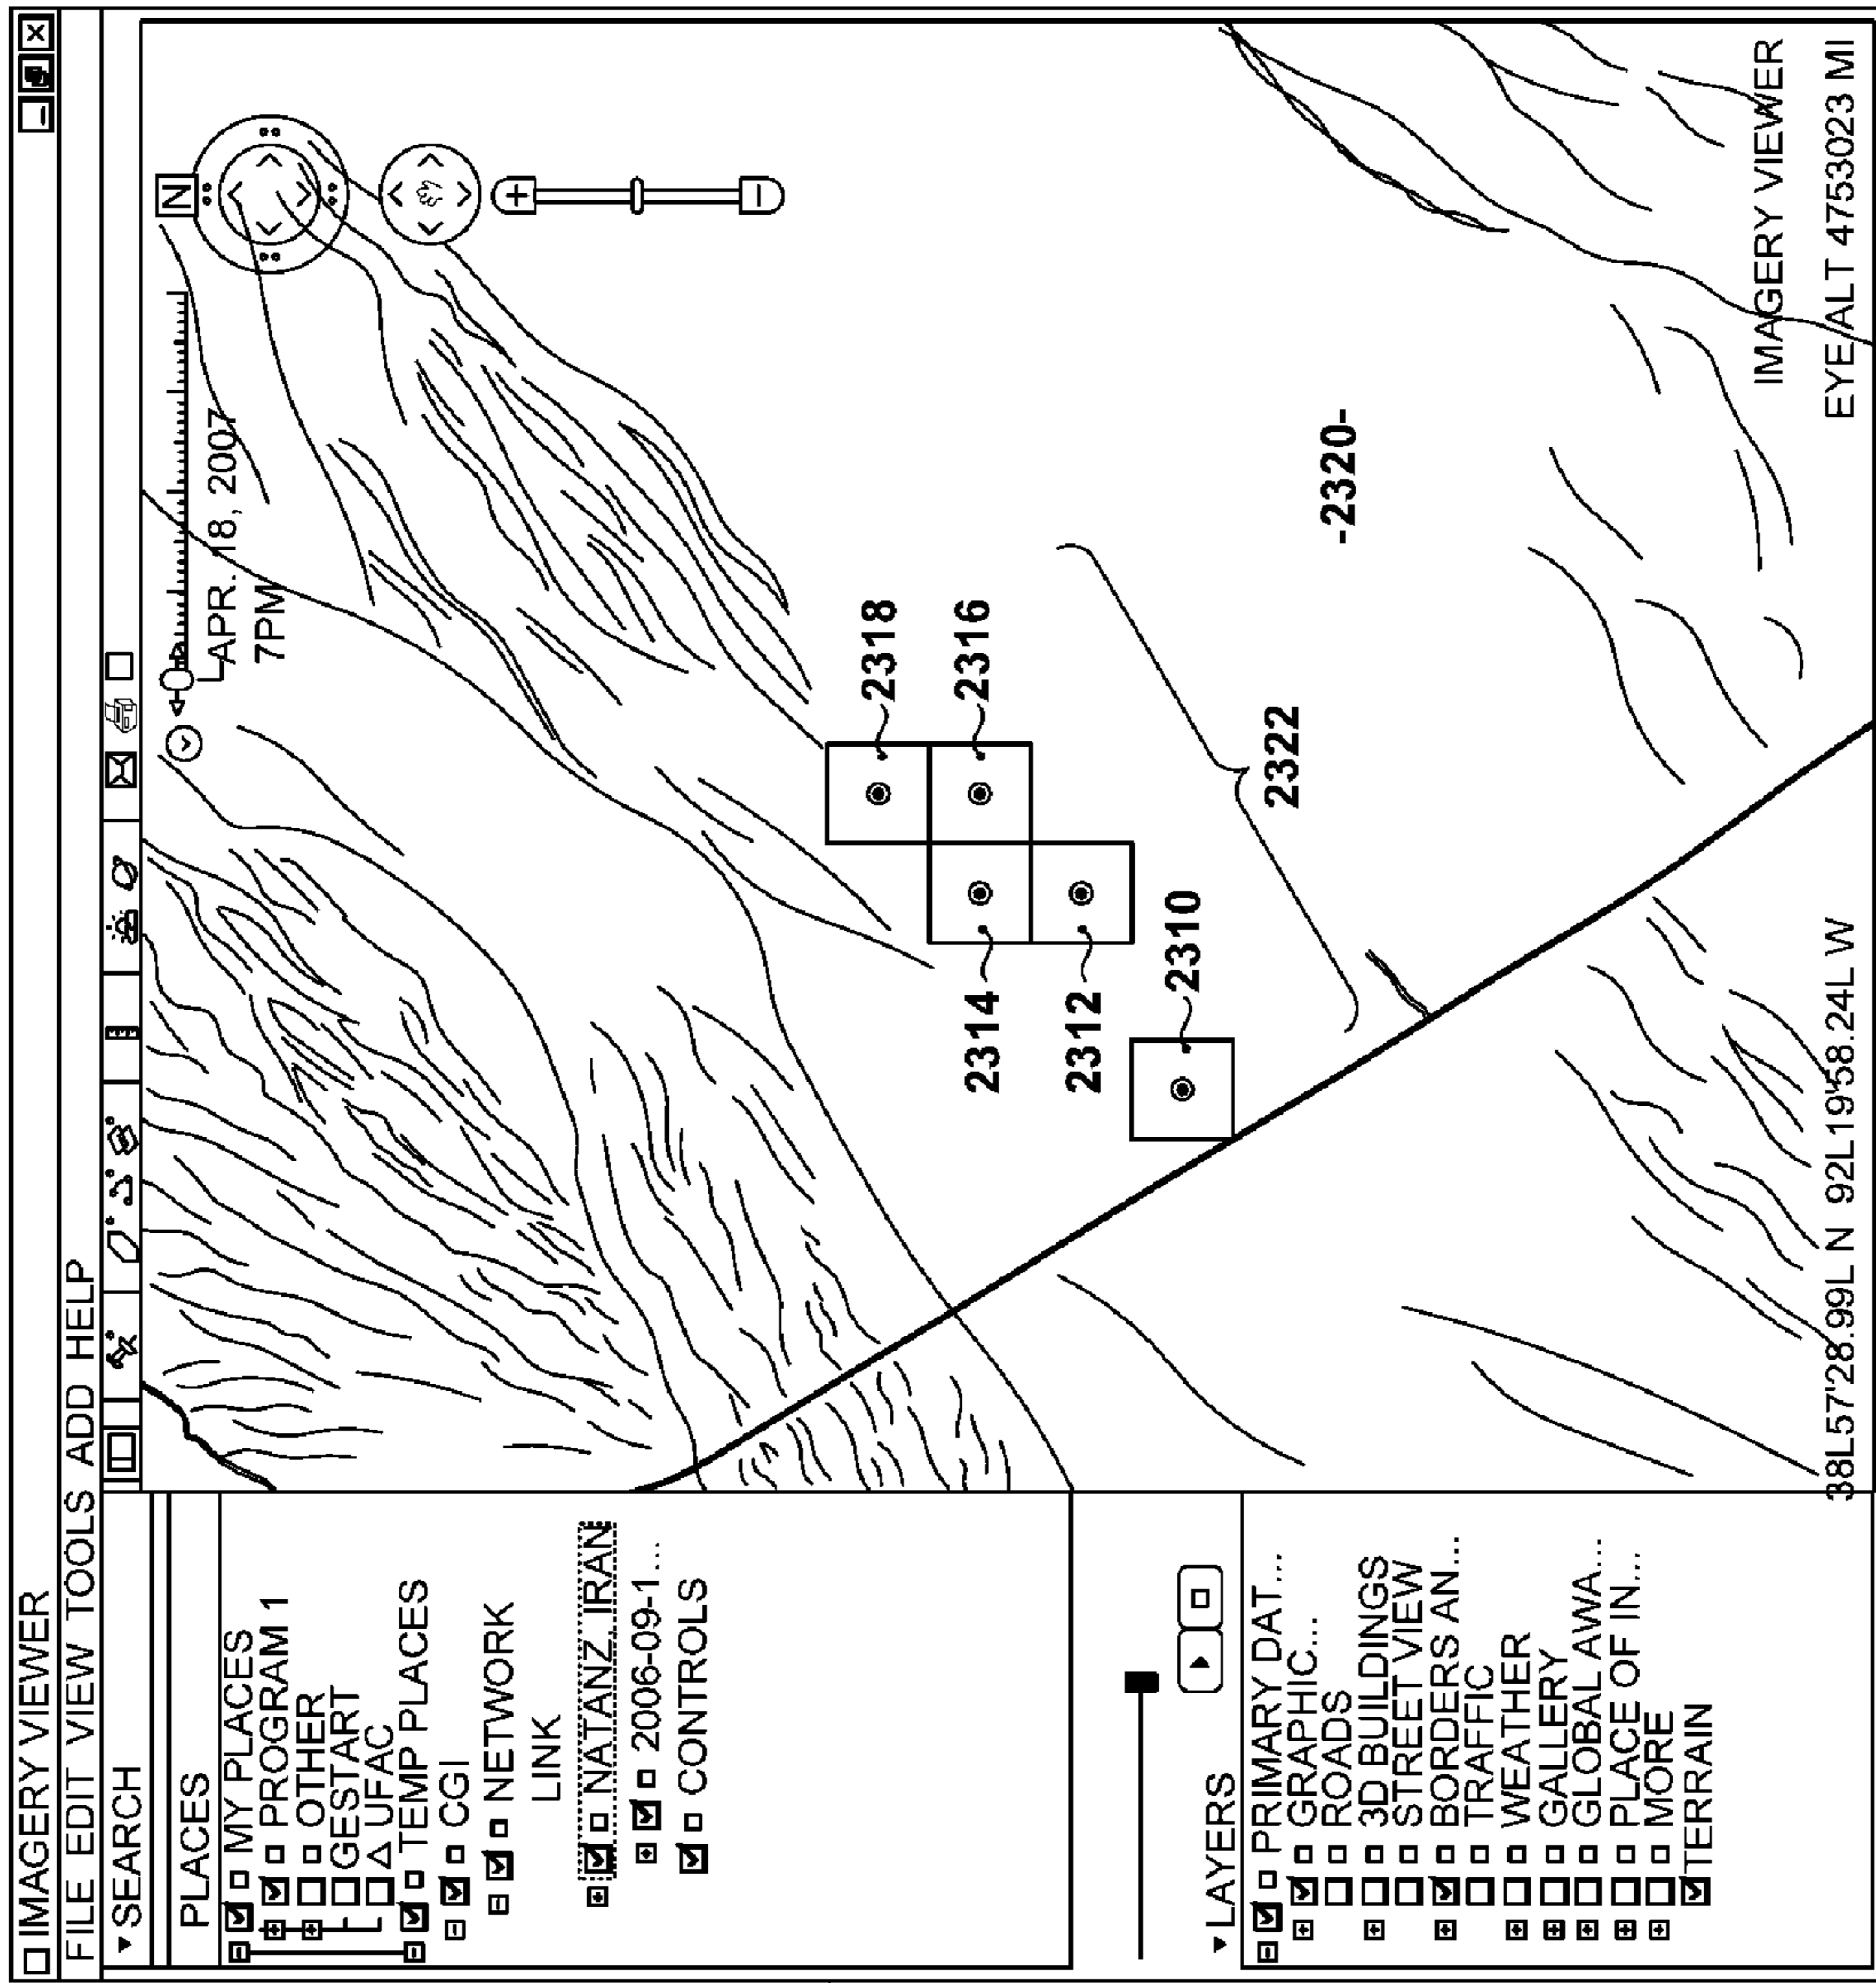 IMAGERY VIEWER
FILE EDIT VIEW TOOLS ADD HELP
SEARCH
PLACES
MY PLACES
PROGRAM 1
OTHER
GESTART
UFAC
TEMP PLACES
CGI
NETWORK
LINK
NATANZ, IRAN
2006-09-1...
CONTROLS
LAYERS
PRIMARY DAT...
GRAPHIC...
ROADS
3D BUILDINGS
STREET VIEW
BORDERS AN...
TRAFFIC
WEATHER
GALLERY
GLOBAL AWA...
PLACE OF IN...
MORE
TERRAIN
APR. 18, 2007
7PM
N
2318
2316
2314
2312
2310
2322
-2320-
IMAGERY VIEWER
38L57'28.99L N 92L19'58.24L W
EYE ALT 4753023 MI